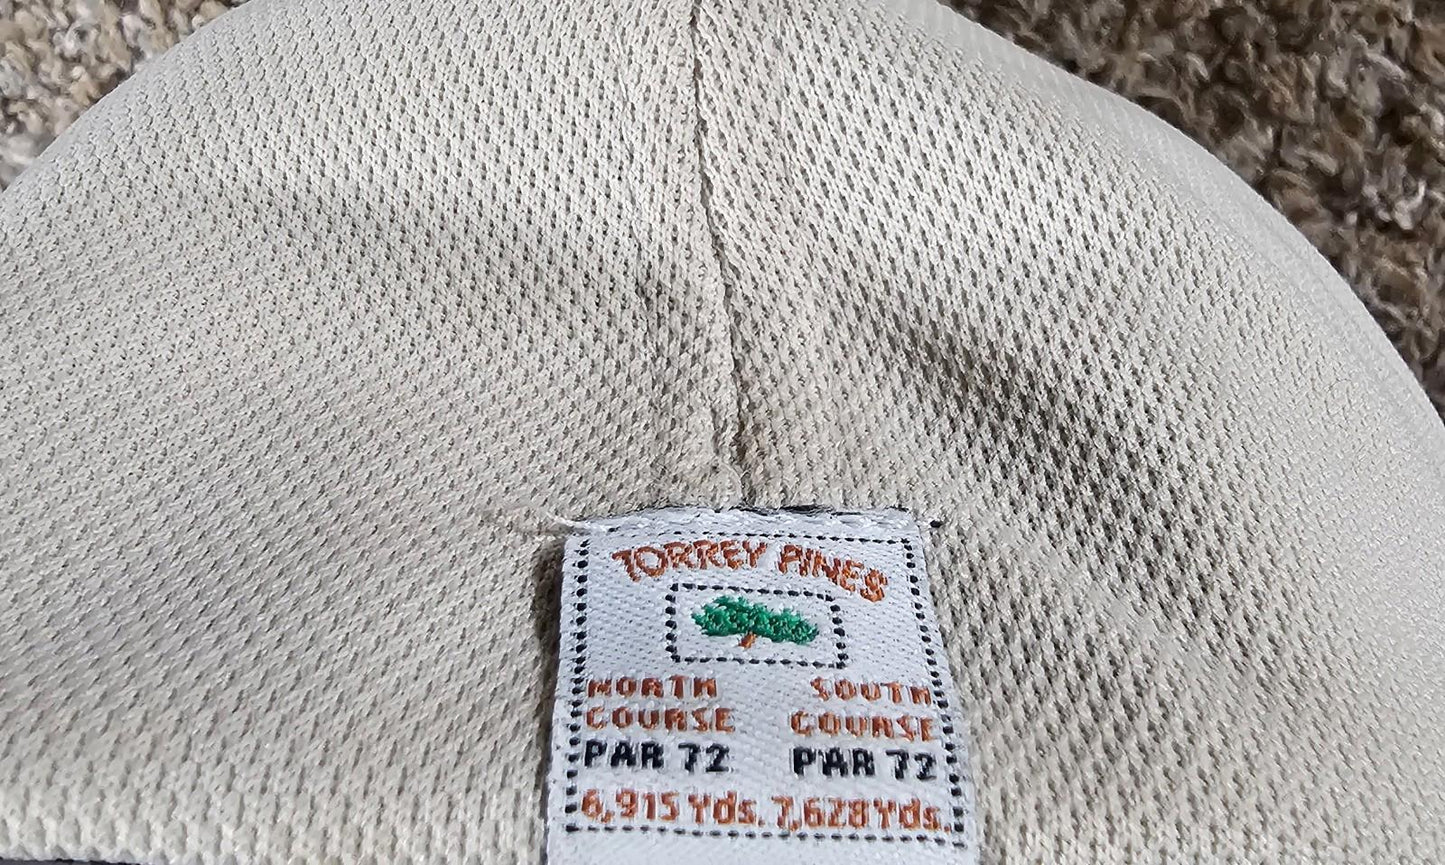 TORREY PINES
NORTH SOUTH
COURSE COURSE
PAR 72 PAR 72
6,915 Yds. 7,628 Yds.